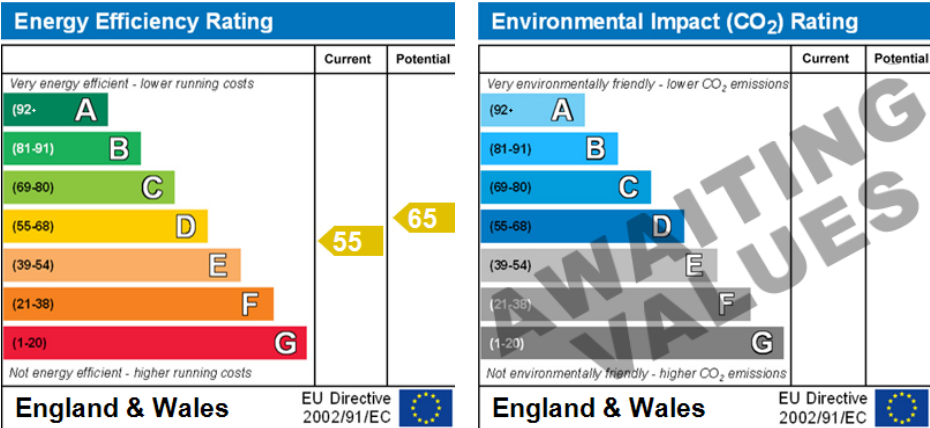 Energy Efficiency Rating
Current Potential
Very energy efficient - lower running costs
(92- A
(81-91) B
(69-80) C
(55-68) D
(39-54) E
(21-38) F
(1-20) G
55
65
Not energy efficient - higher running costs
England & Wales
EU Directive
2002/91/EC
Environmental Impact (CO2) Rating
Current Potential
Very environmentally friendly - lower CO2 emissions
(92- A
(81-91) B
(69-80) C
(55-68) D
(39-54) E
(21-38) F
(1-20) G
AWAITING
VALUES
Not environmentally friendly - higher CO2 emissions
England & Wales
EU Directive
2002/91/EC